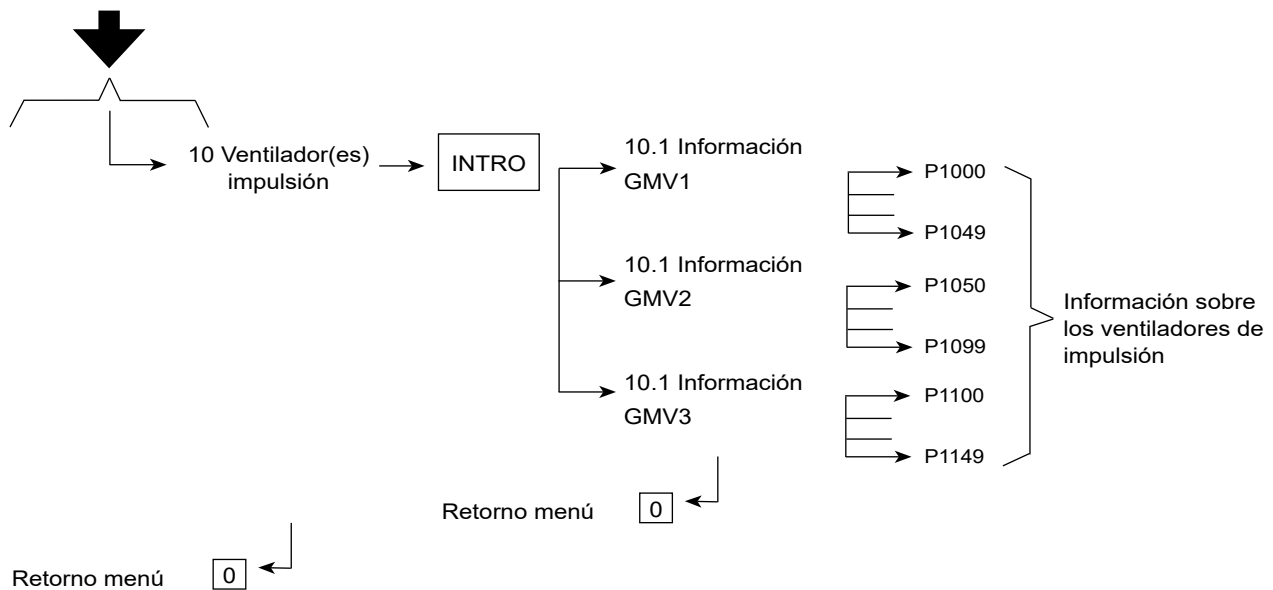 10 Ventilador(es)
impulsión
INTRO
10.1 Información
GMV1
P1000
P1049
10.1 Información
GMV2
P1050
P1099
10.1 Información
GMV3
P1100
P1149
Información sobre
los ventiladores de
impulsión
Retorno menú 0
Retorno menú 0